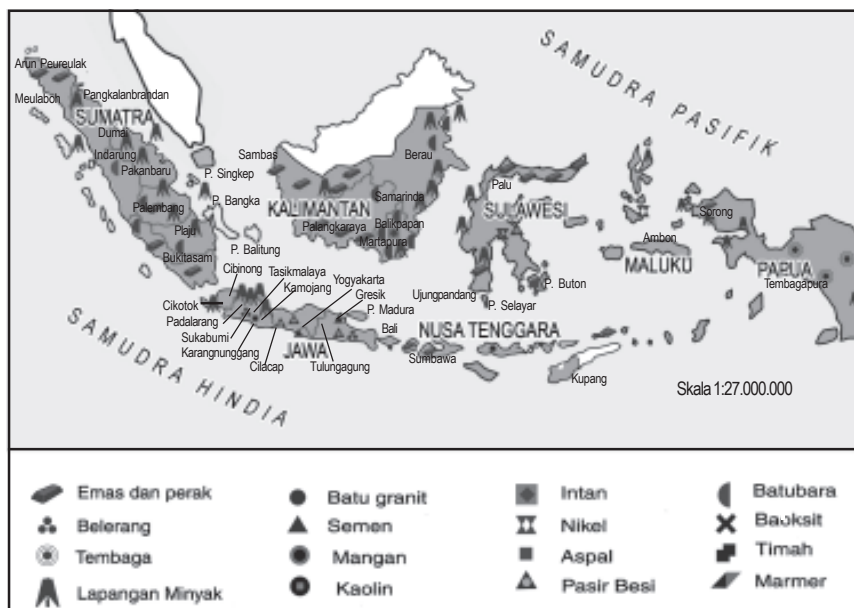 SAMUDRA PASIFIK
Arun Peureulak
Meulaboh
Pangkalanbrandan
SUMATRA
Dumai
Indarung
Pakanbaru
P. Singkep
Sambas
Berau
Palu
P. Bangka
Palembang
KALIMANTAN
Samarinda
SULAWESI
Sorong
Palangkaraya
Balikpapan
Plaju
Martapura
Ambon
P. Balitung
Bukitasam
MALUKU
PAPUA
Cibinong
Tasikmalaya
Kamojang
Yogyakarta
Gresik
P. Madura
Ujungpandang
P. Buton
Tembagapura
P. Selayar
Cikotok
Padalarang
Sukabumi
Karangnunggang
Cilacap
JAWA
Tulungagung
Bali
NUSA TENGGARA
Sumbawa
Kupang
SAMUDRA HINDIA
Skala 1:27.000.000
Emas dan perak
Batu granit
Intan
Batubara
Belerang
Semen
Nikel
Baoksit
Tembaga
Mangan
Aspal
Timah
Lapangan Minyak
Kaolin
Pasir Besi
Marmer